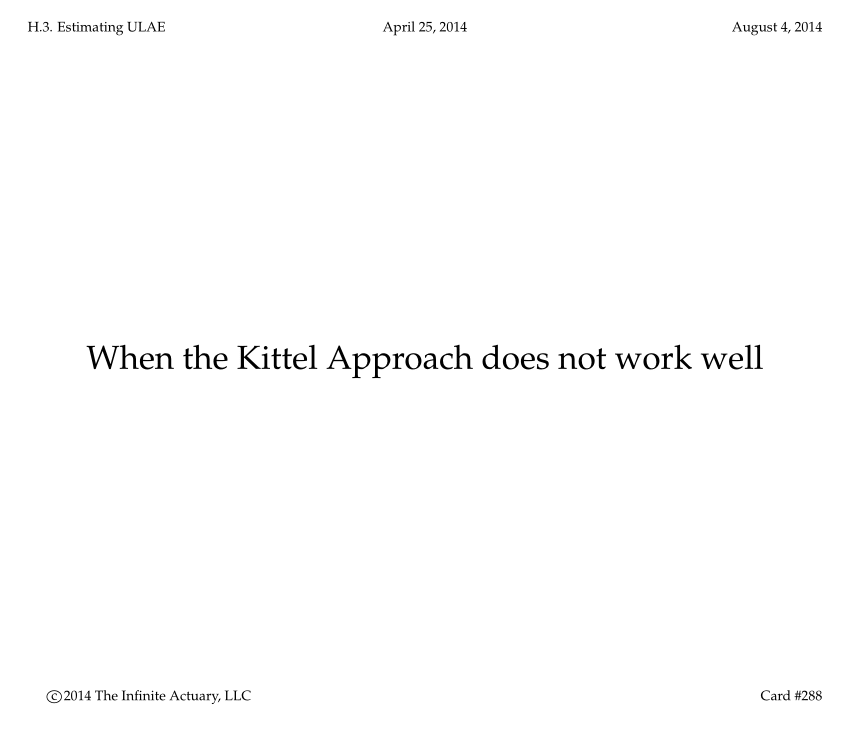 H.3. Estimating ULAE April 25, 2014 August 4, 2014
When the Kittel Approach does not work well
©2014 The Infinite Actuary, LLC Card #288